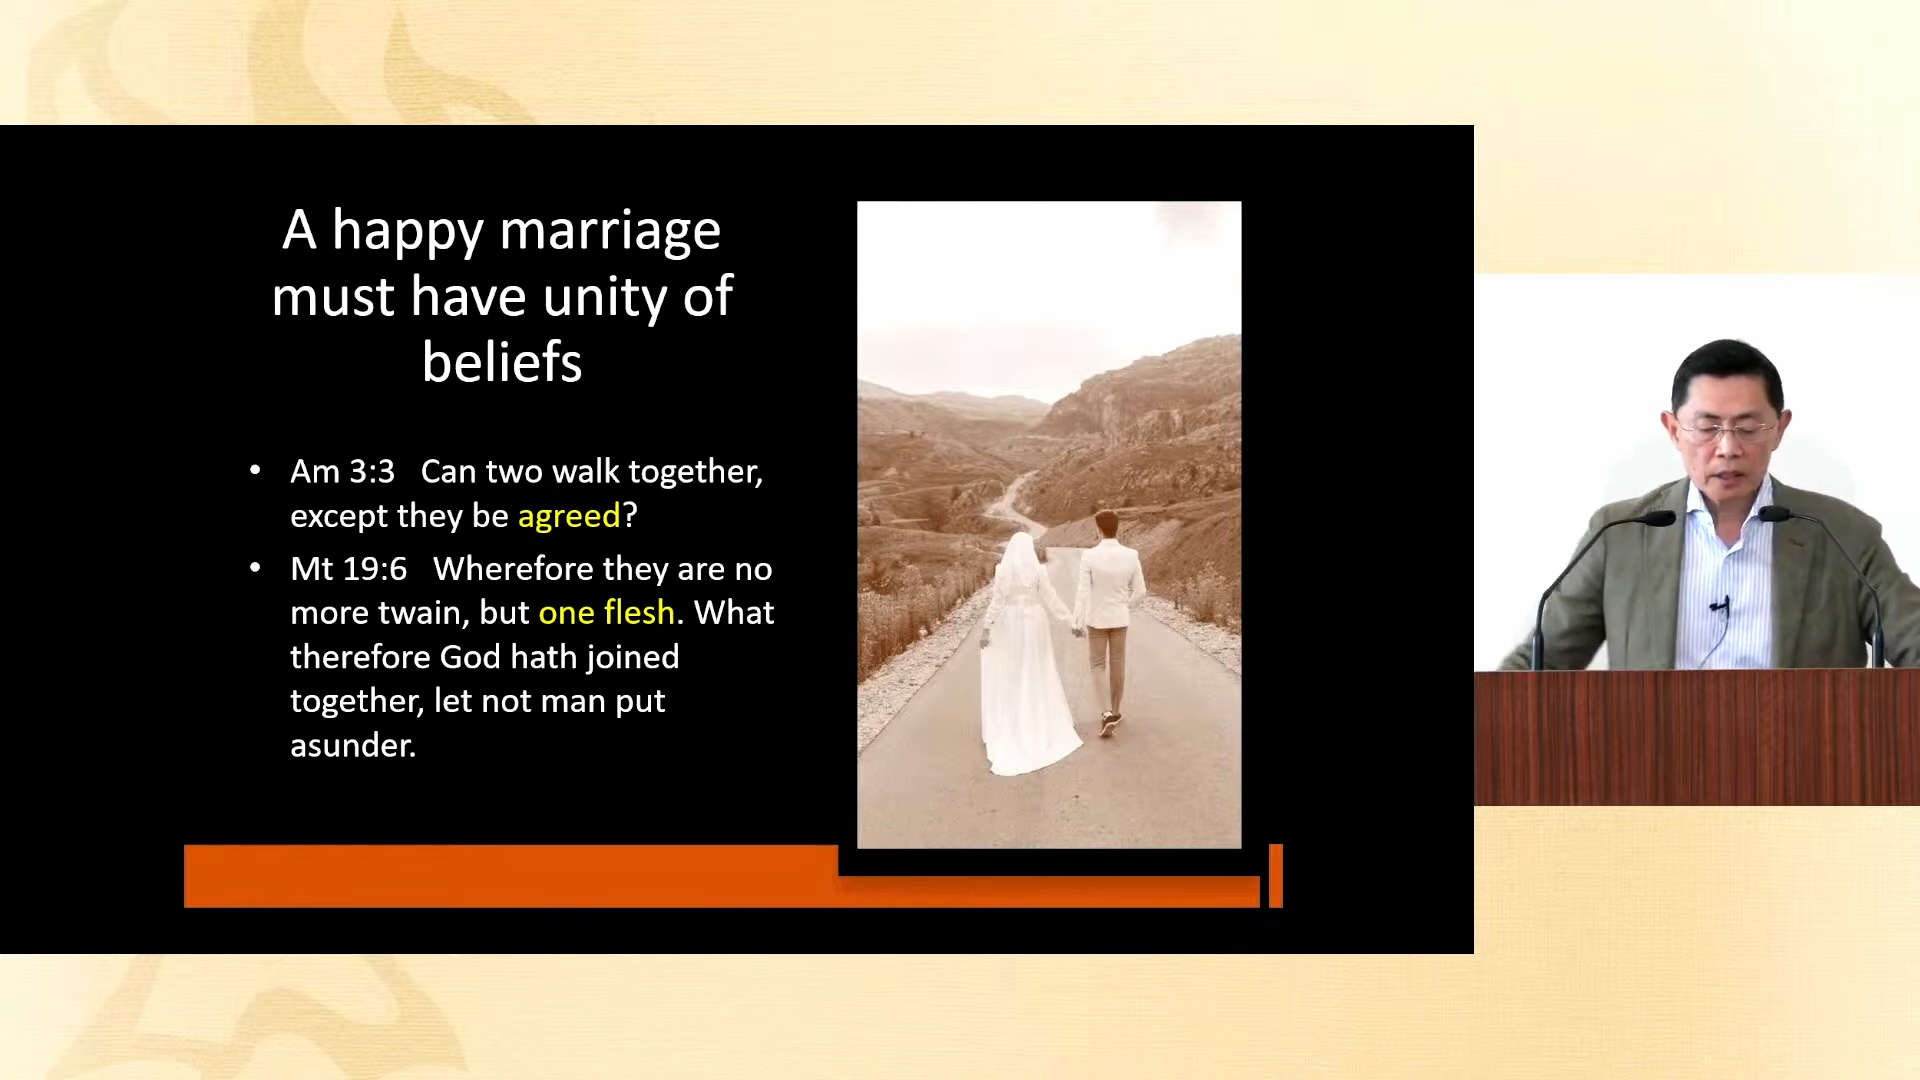 A happy marriage
must have unity of
beliefs
• Am 3:3 Can two walk together,
except they be agreed?
• Mt 19:6 Wherefore they are no
more twain, but one flesh. What
therefore God hath joined
together, let not man put
asunder.